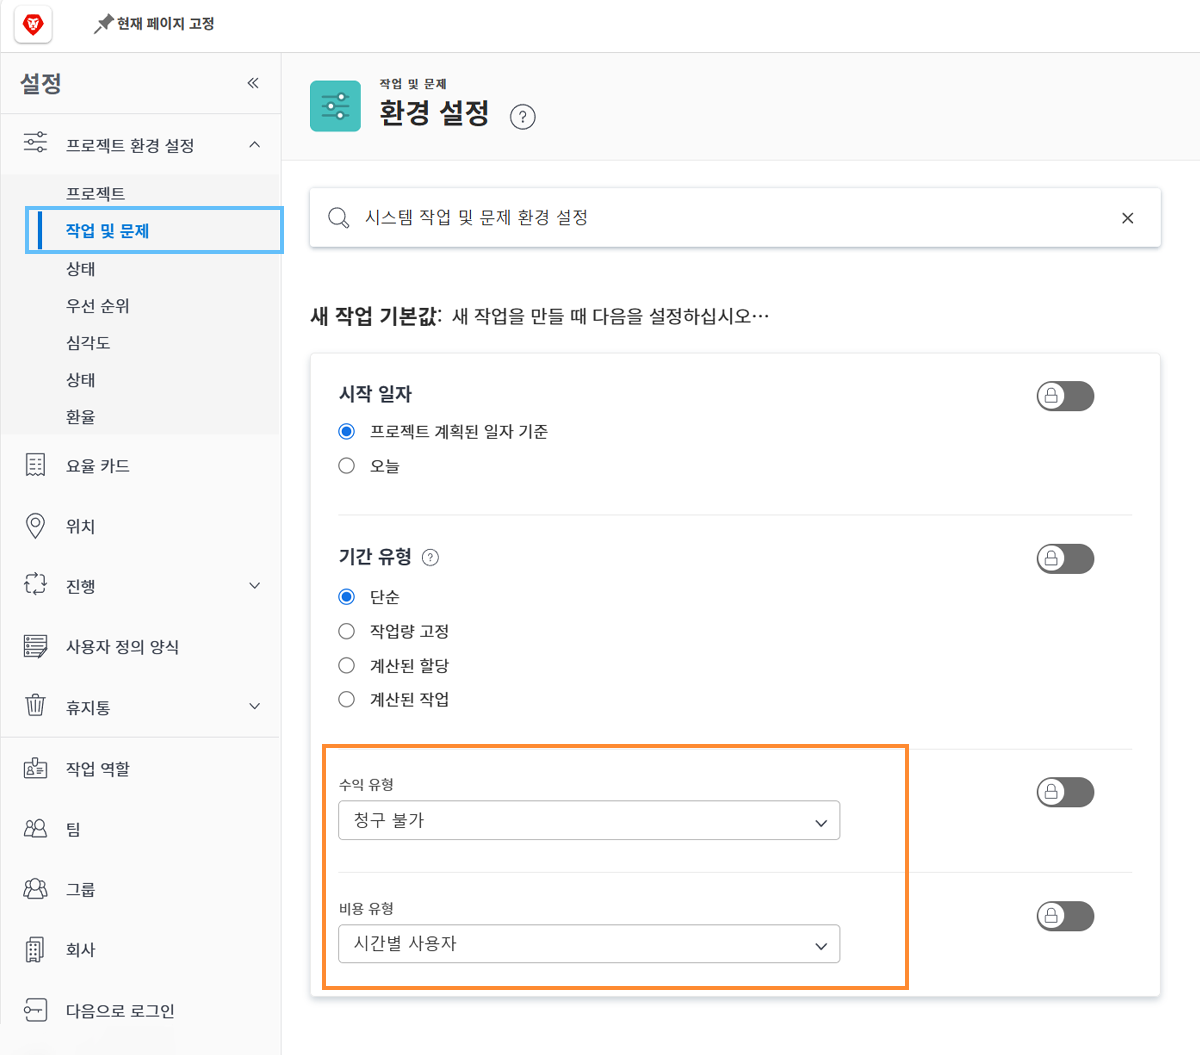 현재 페이지 고정
설정
프로젝트 환경 설정
프로젝트
작업 및 문제
상태
우선 순위
심각도
상태
환율
요율 카드
위치
진행
사용자 정의 양식
휴지통
작업 역할
팀
그룹
회사
다음으로 로그인
작업 및 문제
환경 설정
시스템 작업 및 문제 환경 설정
새 작업 기본값: 새 작업을 만들 때 다음을 설정하십시오...
시작 일자
프로젝트 계획된 일자 기준
오늘
기간 유형
단순
작업량 고정
계산된 할당
계산된 작업
수익 유형
청구 불가
비용 유형
시간별 사용자